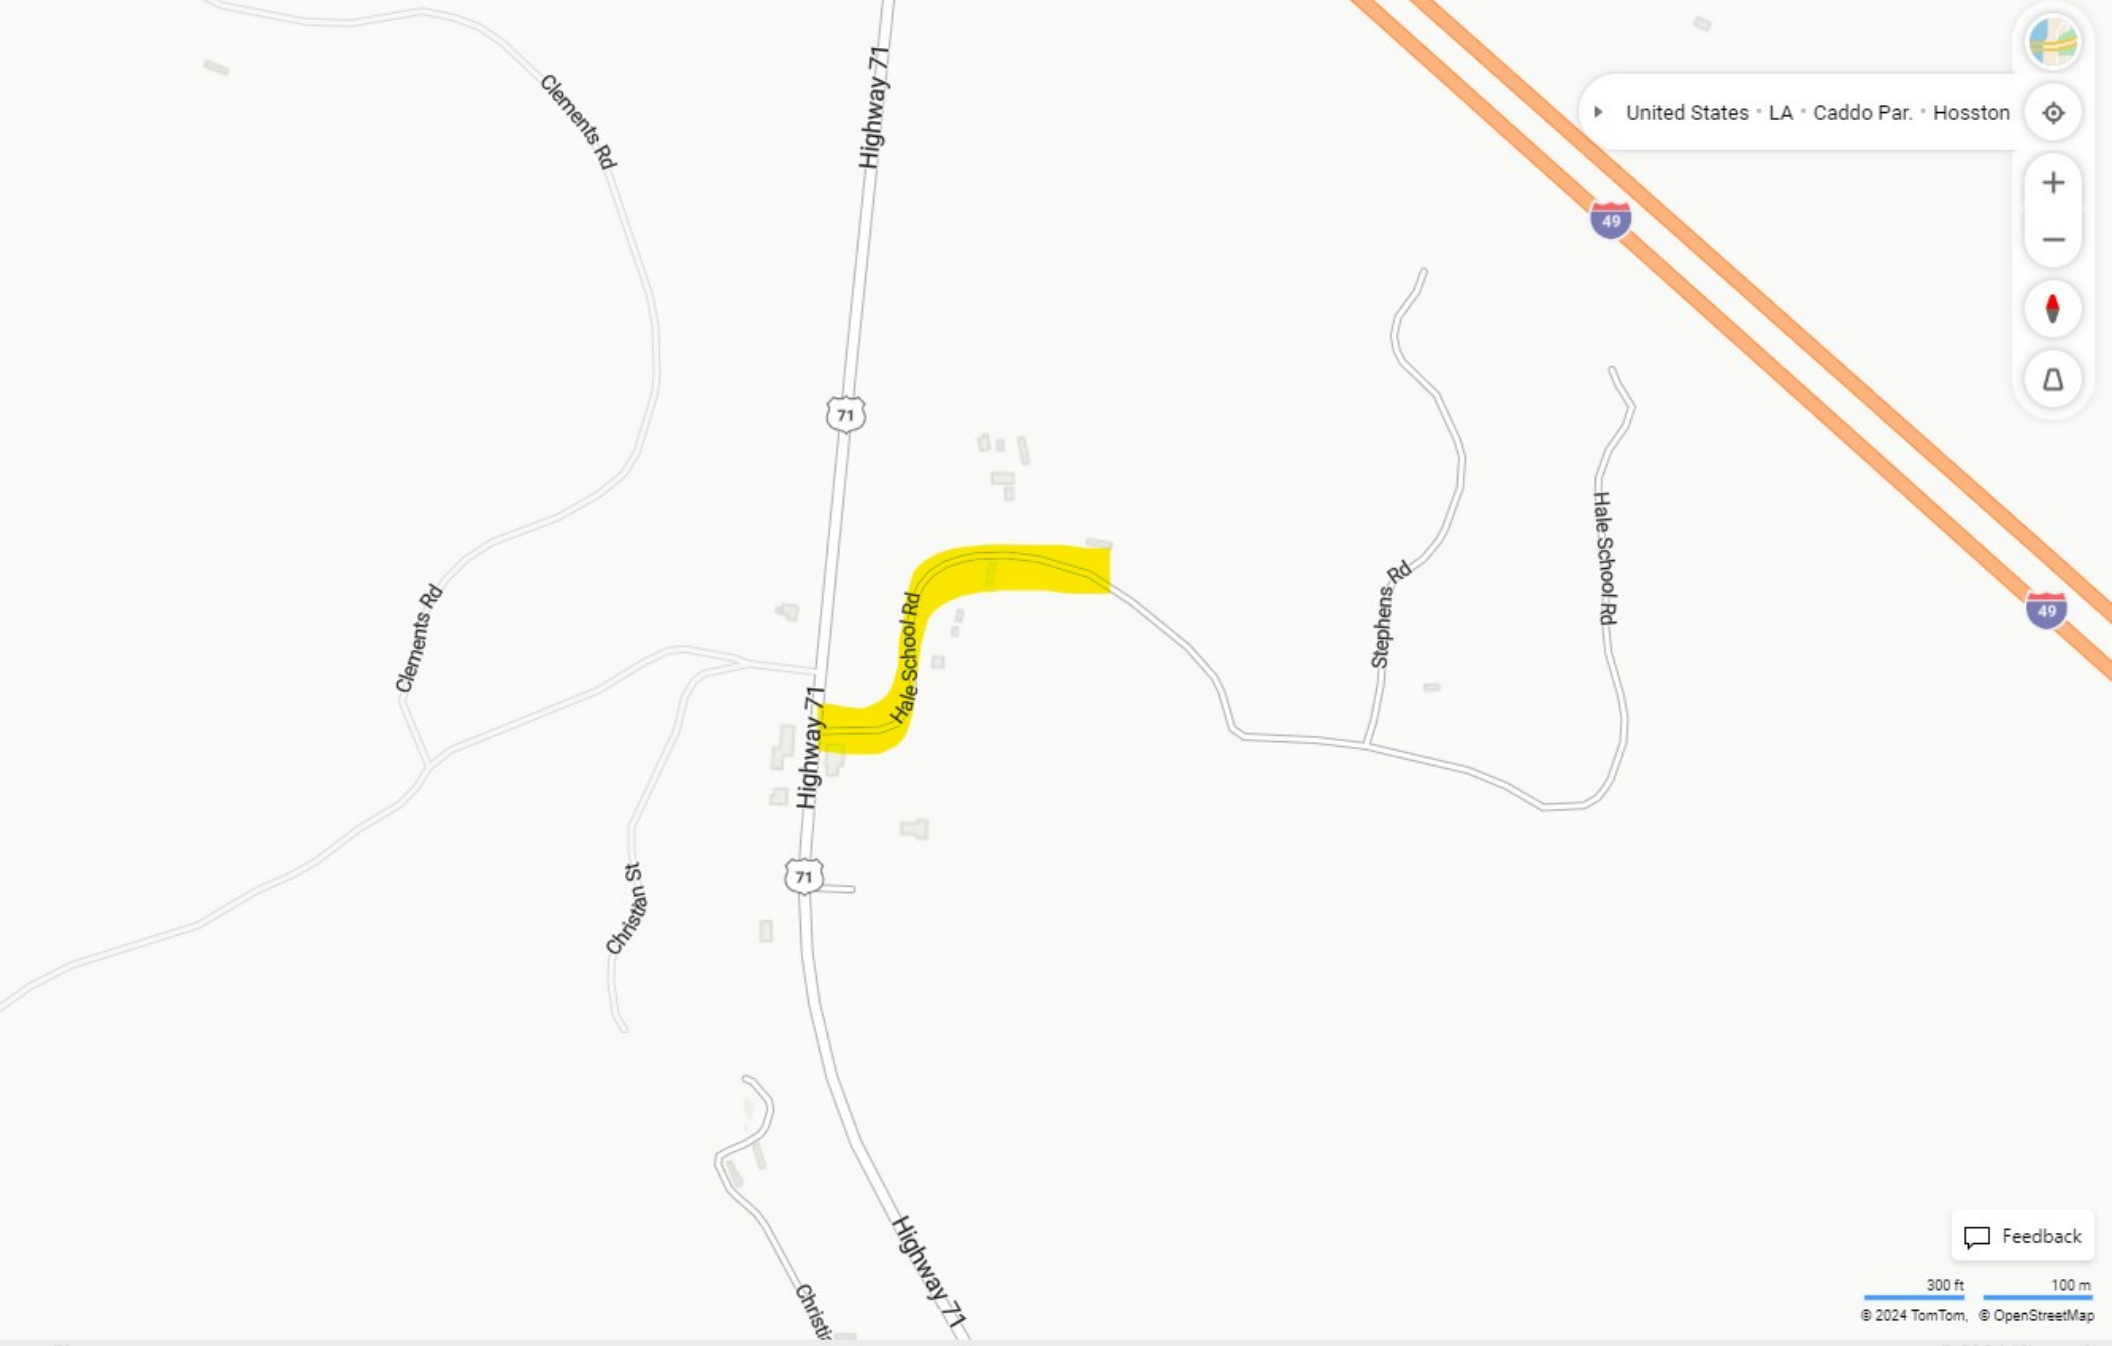 Clements Rd
Highway 71
United States • LA • Caddo Par. • Hosston
49
71
Hale School Rd
Stephens Rd
Hale School Rd
49
Clements Rd
Highway 71
71
Christian St
Highway 71
Christi
Feedback
300 ft
100 m
© 2024 TomTom, © OpenStreetMap